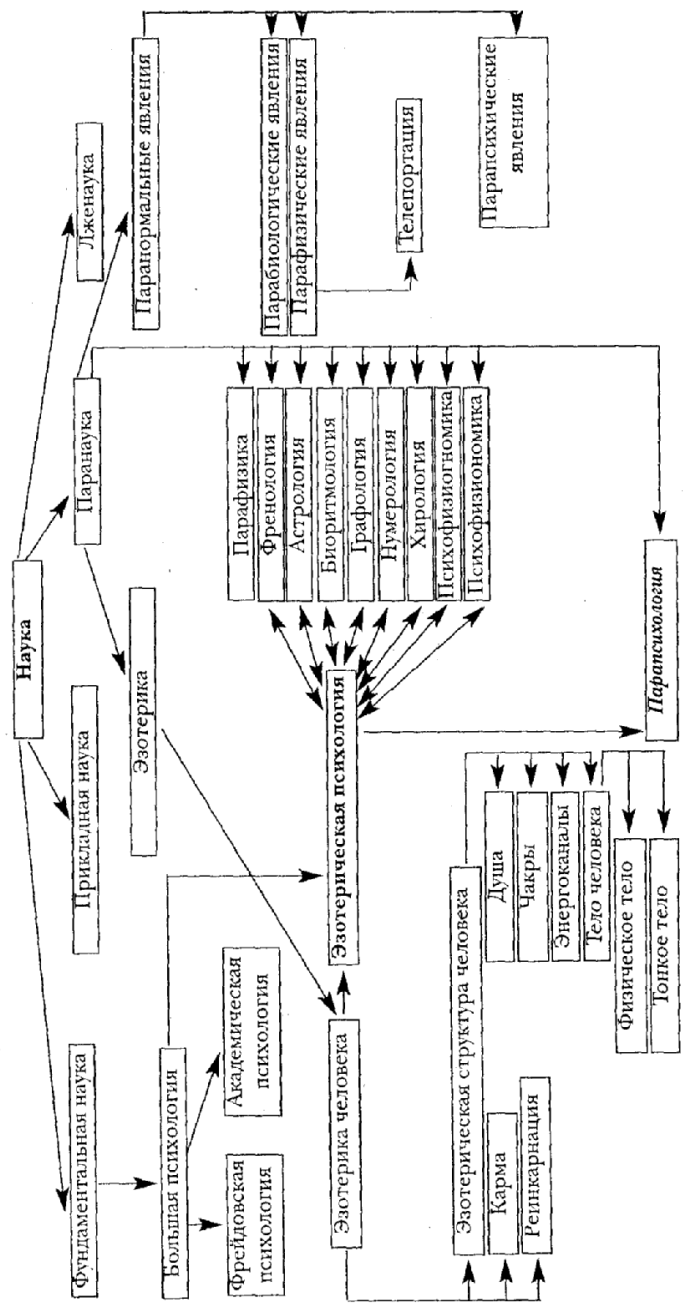 Наука
Фундаментальная наука
Прикладная наука
Паранаука
Лженаука
Большая психология
Эзотерика
Паранормальные явления
Фрейдовская
психология
Академическая
психология
Парафизика
Френология
Астрология
Биоритмология
Графология
Нумерология
Хирология
Психофизиогномика
Психофизиономика
Парабиологические явления
Парафизические явления
Эзотерика человека
Эзотерическая психология
Телепортация
Эзотерическая структура человека
Карма
Реинкарнация
Душа
Чакры
Энергоканалы
Тело человека
Парапсихические
явления
Физическое тело
Тонкое тело
Парапсихология